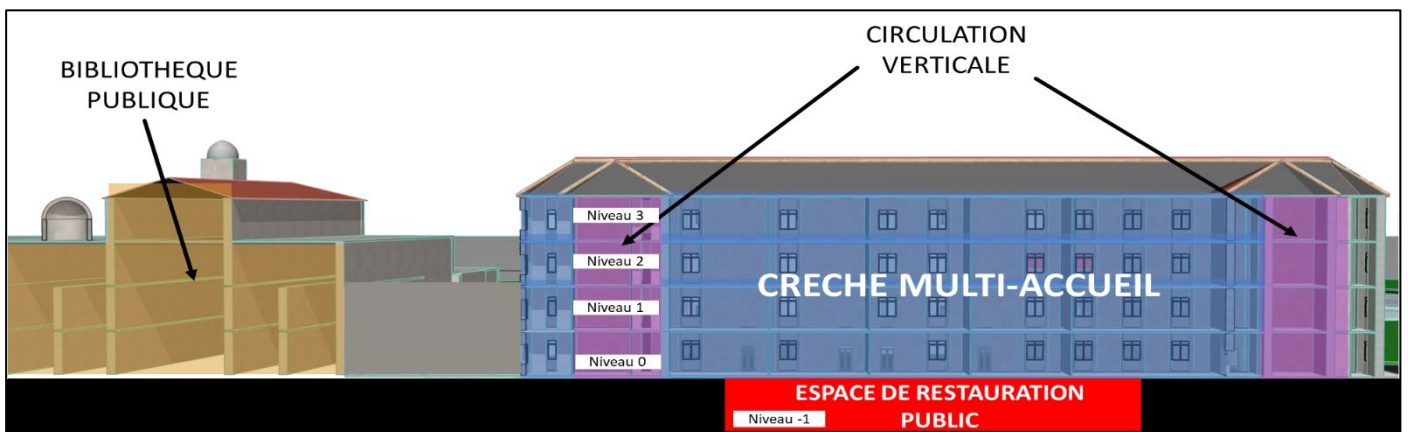 BIBLIOTHEQUE
PUBLIQUE
CIRCULATION
VERTICALE
Niveau 3
Niveau 2
CRECHE MULTI-ACCUEIL
Niveau 1
Niveau 0
ESPACE DE RESTAURATION
PUBLIC
Niveau -1